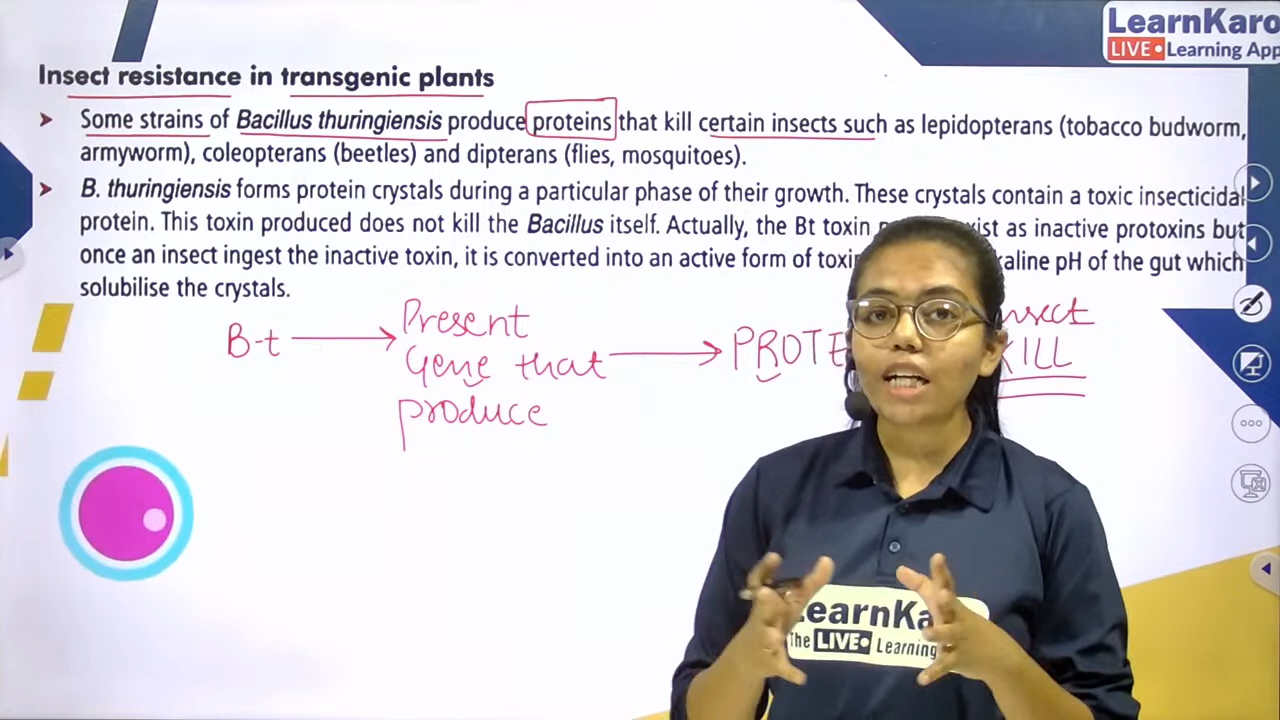 LearnKaro
LIVE• Learning App
Insect resistance in transgenic plants
➤ Some strains of Bacillus thuringiensis produce proteins that kill certain insects such as lepidopterans (tobacco budworm,
armyworm), coleopterans (beetles) and dipterans (flies, mosquitoes).
➤ B. thuringiensis forms protein crystals during a particular phase of their growth. These crystals contain a toxic insecticidal
protein. This toxin produced does not kill the Bacillus itself. Actually, the Bt toxin as inactive protoxins but
once an insect ingest the inactive toxin, it is converted into an active form of pH of the gut which
solubilise the crystals.
B-t
Present
Gene that
produce
KILL
The LIVE• Learning